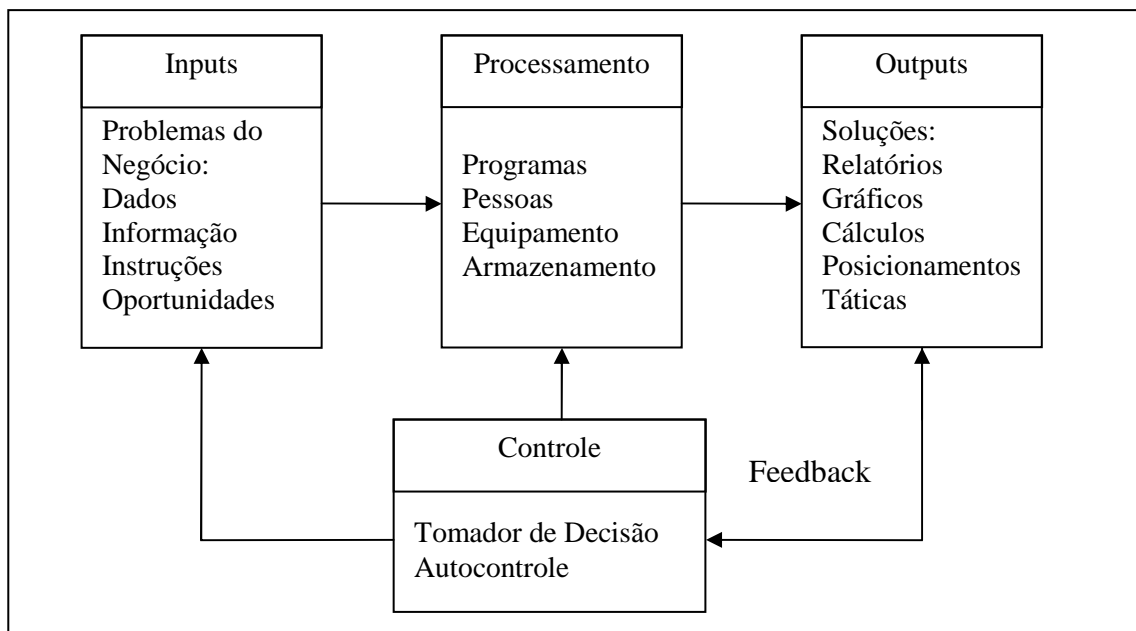 Inputs
Problemas do
Negócio:
Dados
Informação
Instruções
Oportunidades
Processamento
Programas
Pessoas
Equipamento
Armazenamento
Outputs
Soluções:
Relatórios
Gráficos
Cálculos
Posicionamentos
Táticas
Controle
Tomador de Decisão
Autocontrole
Feedback